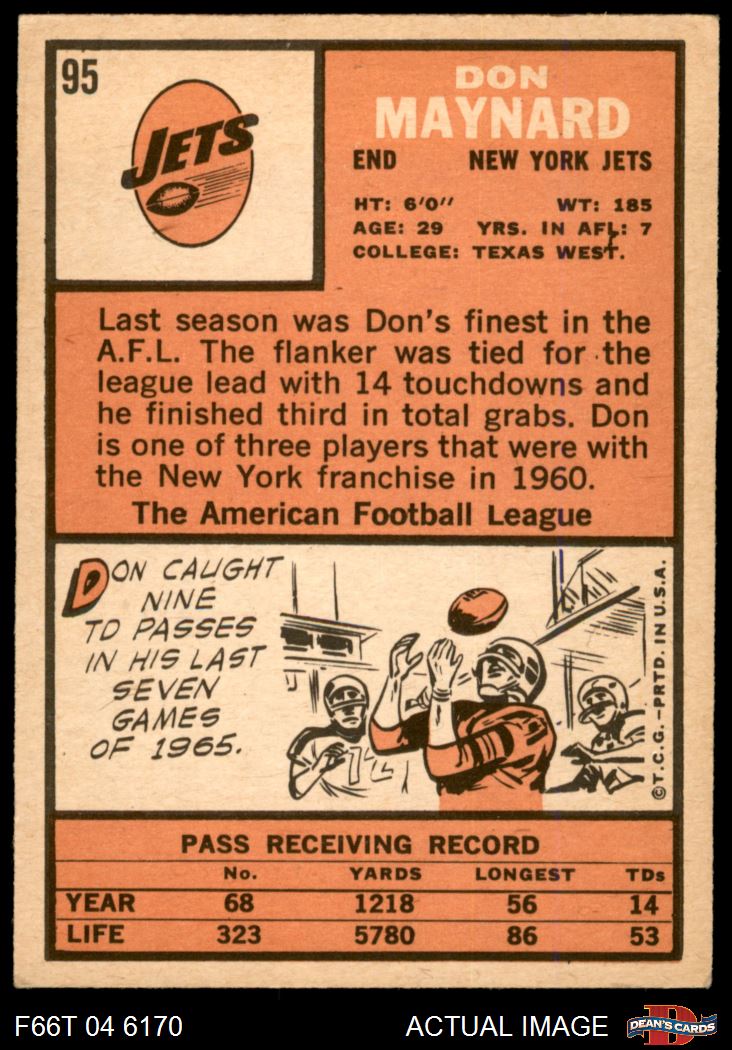 95
JETS
DON
MAYNARD
END NEW YORK JETS
HT: 6'0" WT: 185
AGE: 29 YRS. IN AFL: 7
COLLEGE: TEXAS WEST.
Last season was Don's finest in the
A.F.L. The flanker was tied for the
league lead with 14 touchdowns and
he finished third in total grabs. Don
is one of three players that were with
the New York franchise in 1960.
The American Football League
DON CAUGHT
NINE
TD PASSES
IN HIS LAST
SEVEN
GAMES
OF 1965.
©T.C.G.-PRTD. IN U.S.A.
PASS RECEIVING RECORD
No. YARDS LONGEST TDs
YEAR 68 1218 56 14
LIFE 323 5780 86 53
F66T 04 6170 ACTUAL IMAGE
D
DEAN'S CARDS